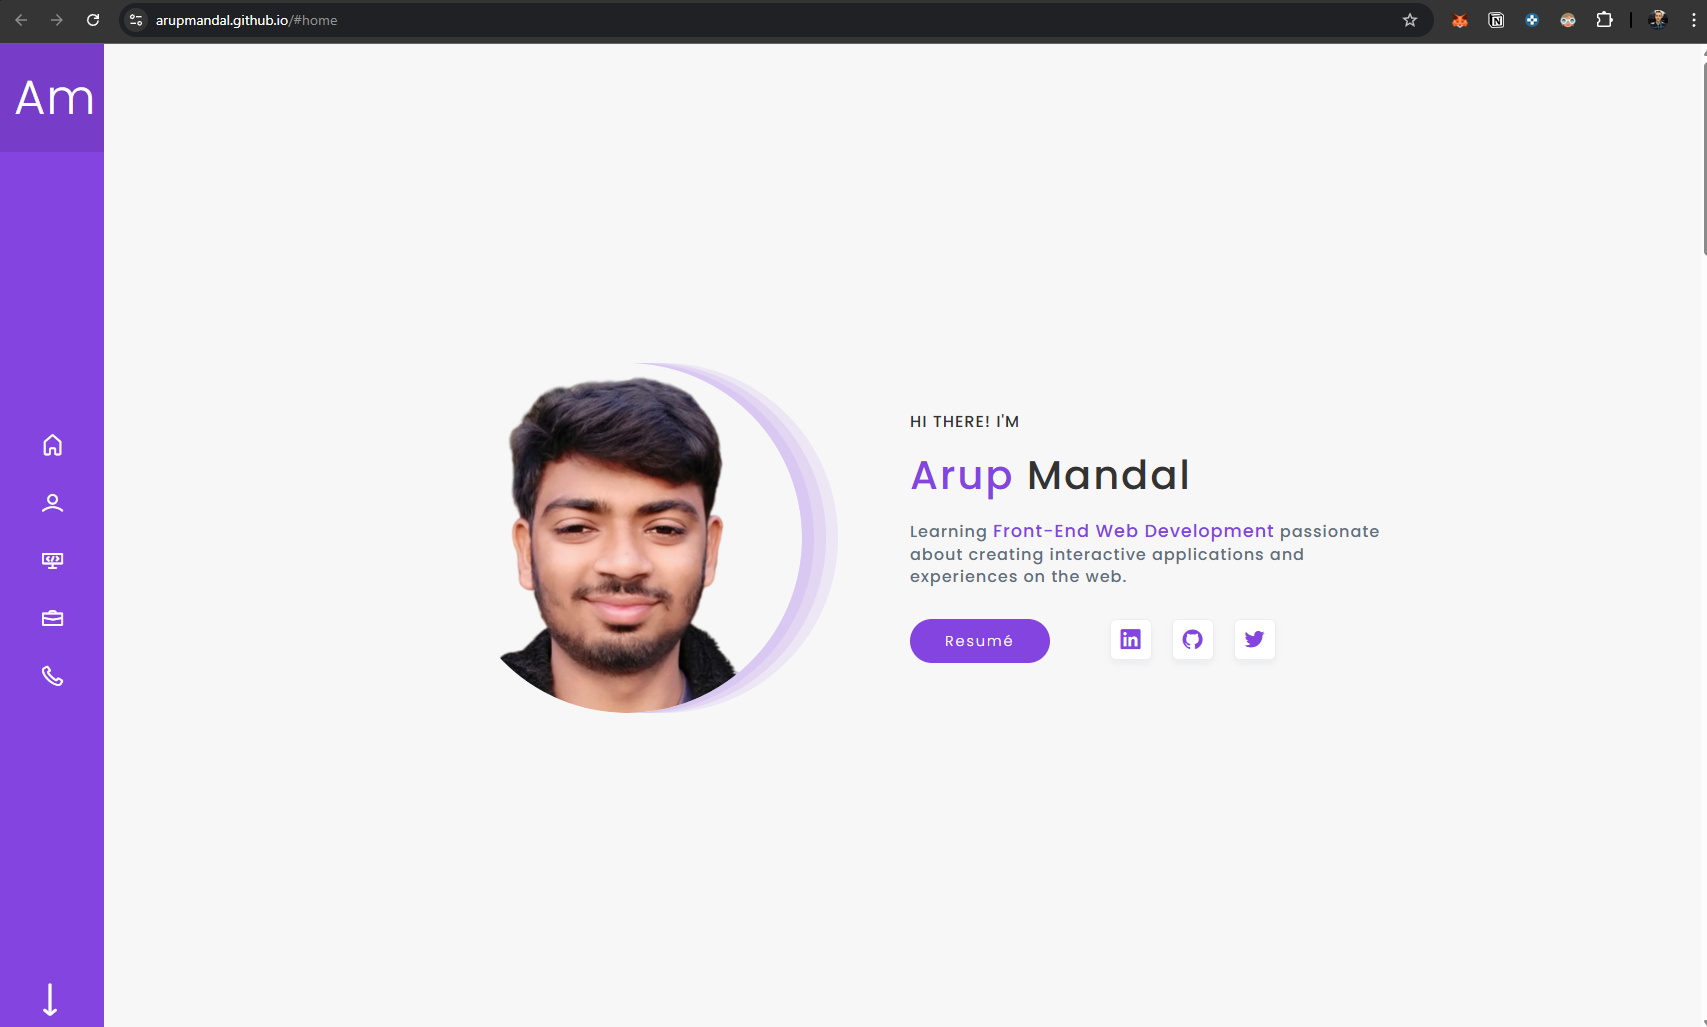 arupmandal.github.io/#home
Am
HI THERE! I'M
Arup Mandal
Learning Front-End Web Development passionate
about creating interactive applications and
experiences on the web.
Resumé